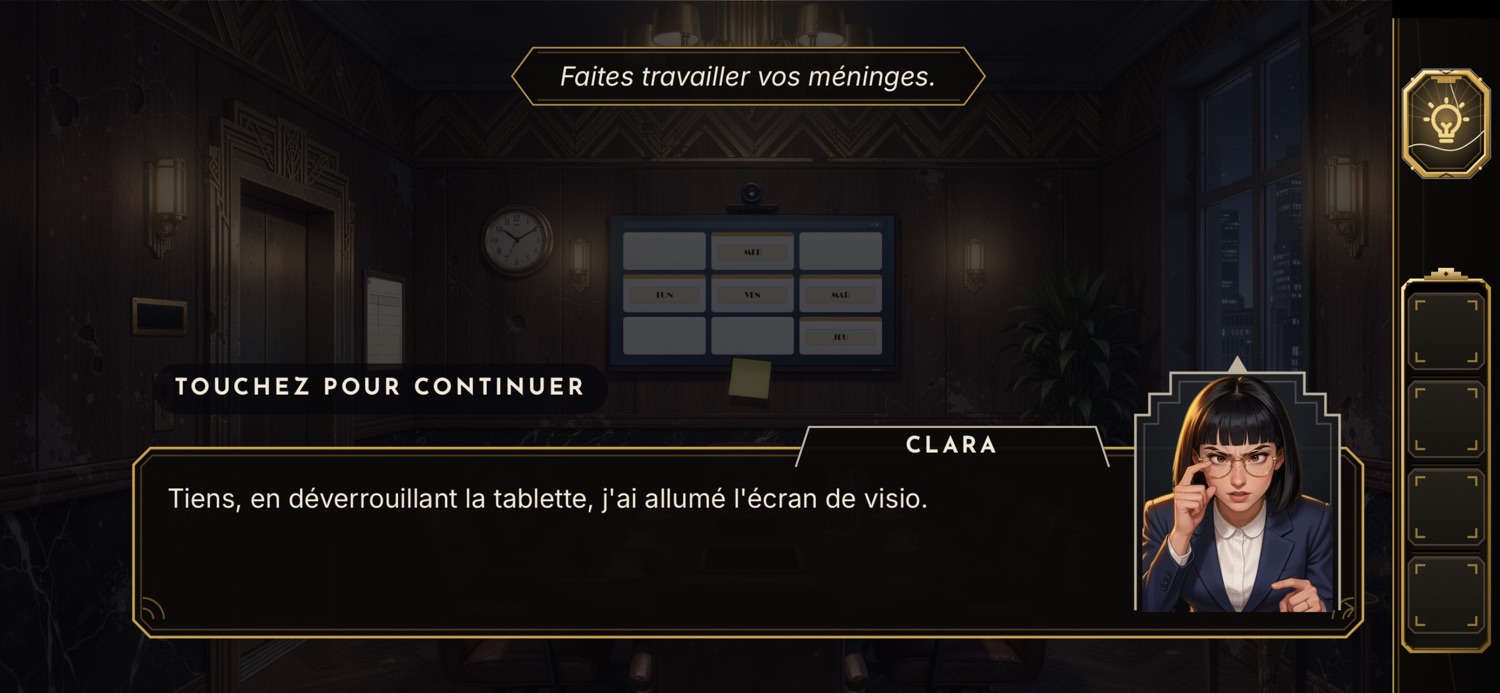 Faites travailler vos méninges.
MER
LUN
VEN
MAR
JEU
TOUCHEZ POUR CONTINUER
CLARA
Tiens, en déverrouillant la tablette, j'ai allumé l'écran de visio.